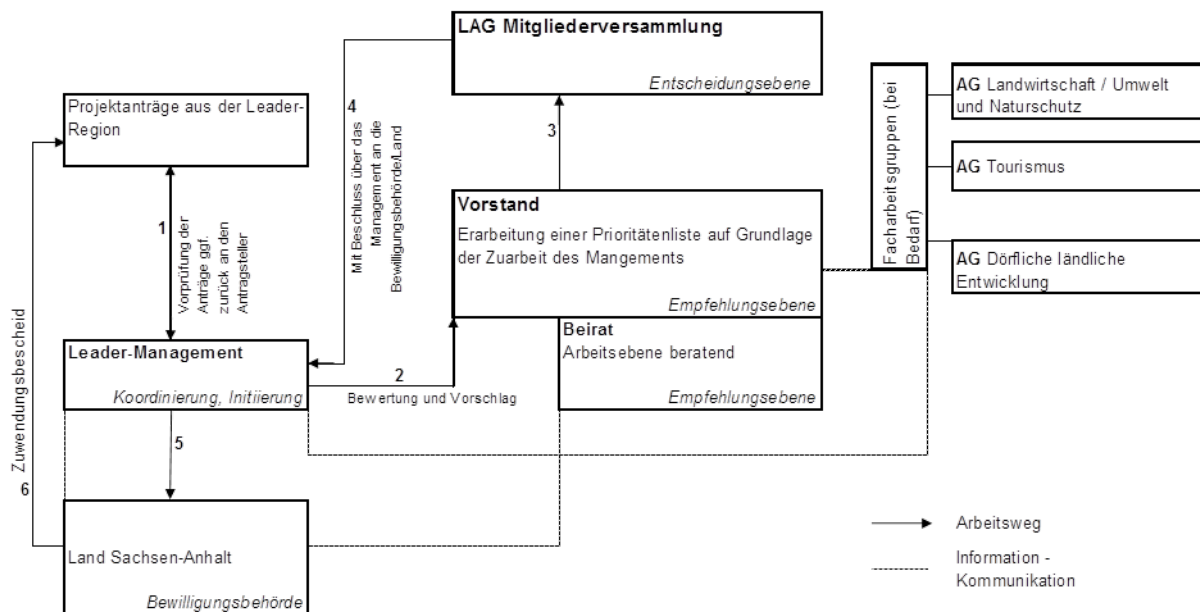 LAG Mitgliederversammlung
Entscheidungsebene
Projektanträge aus der Leader-
Region
4
Mit Beschluss über das
Management an die
Bewilligungsbehörde/Land
3
Facharbeitsgruppen (bei
Bedarf)
AG Landwirtschaft / Umwelt
und Naturschutz
AG Tourismus
AG Dörfliche ländliche
Entwicklung
1
Vorprüfung der
Anträge ggf.
zurück an den
Antragsteller
Vorstand
Erarbeitung einer Prioritätenliste auf Grundlage
der Zuarbeit des Mangements
Empfehlungsebene
Beirat
Arbeitsebene beratend
Empfehlungsebene
Leader-Management
Koordinierung, Initiierung
2
Bewertung und Vorschlag
5
6
Zuwendungsbescheid
Land Sachsen-Anhalt
Bewilligungsbehörde
Arbeitsweg
Information -
Kommunikation